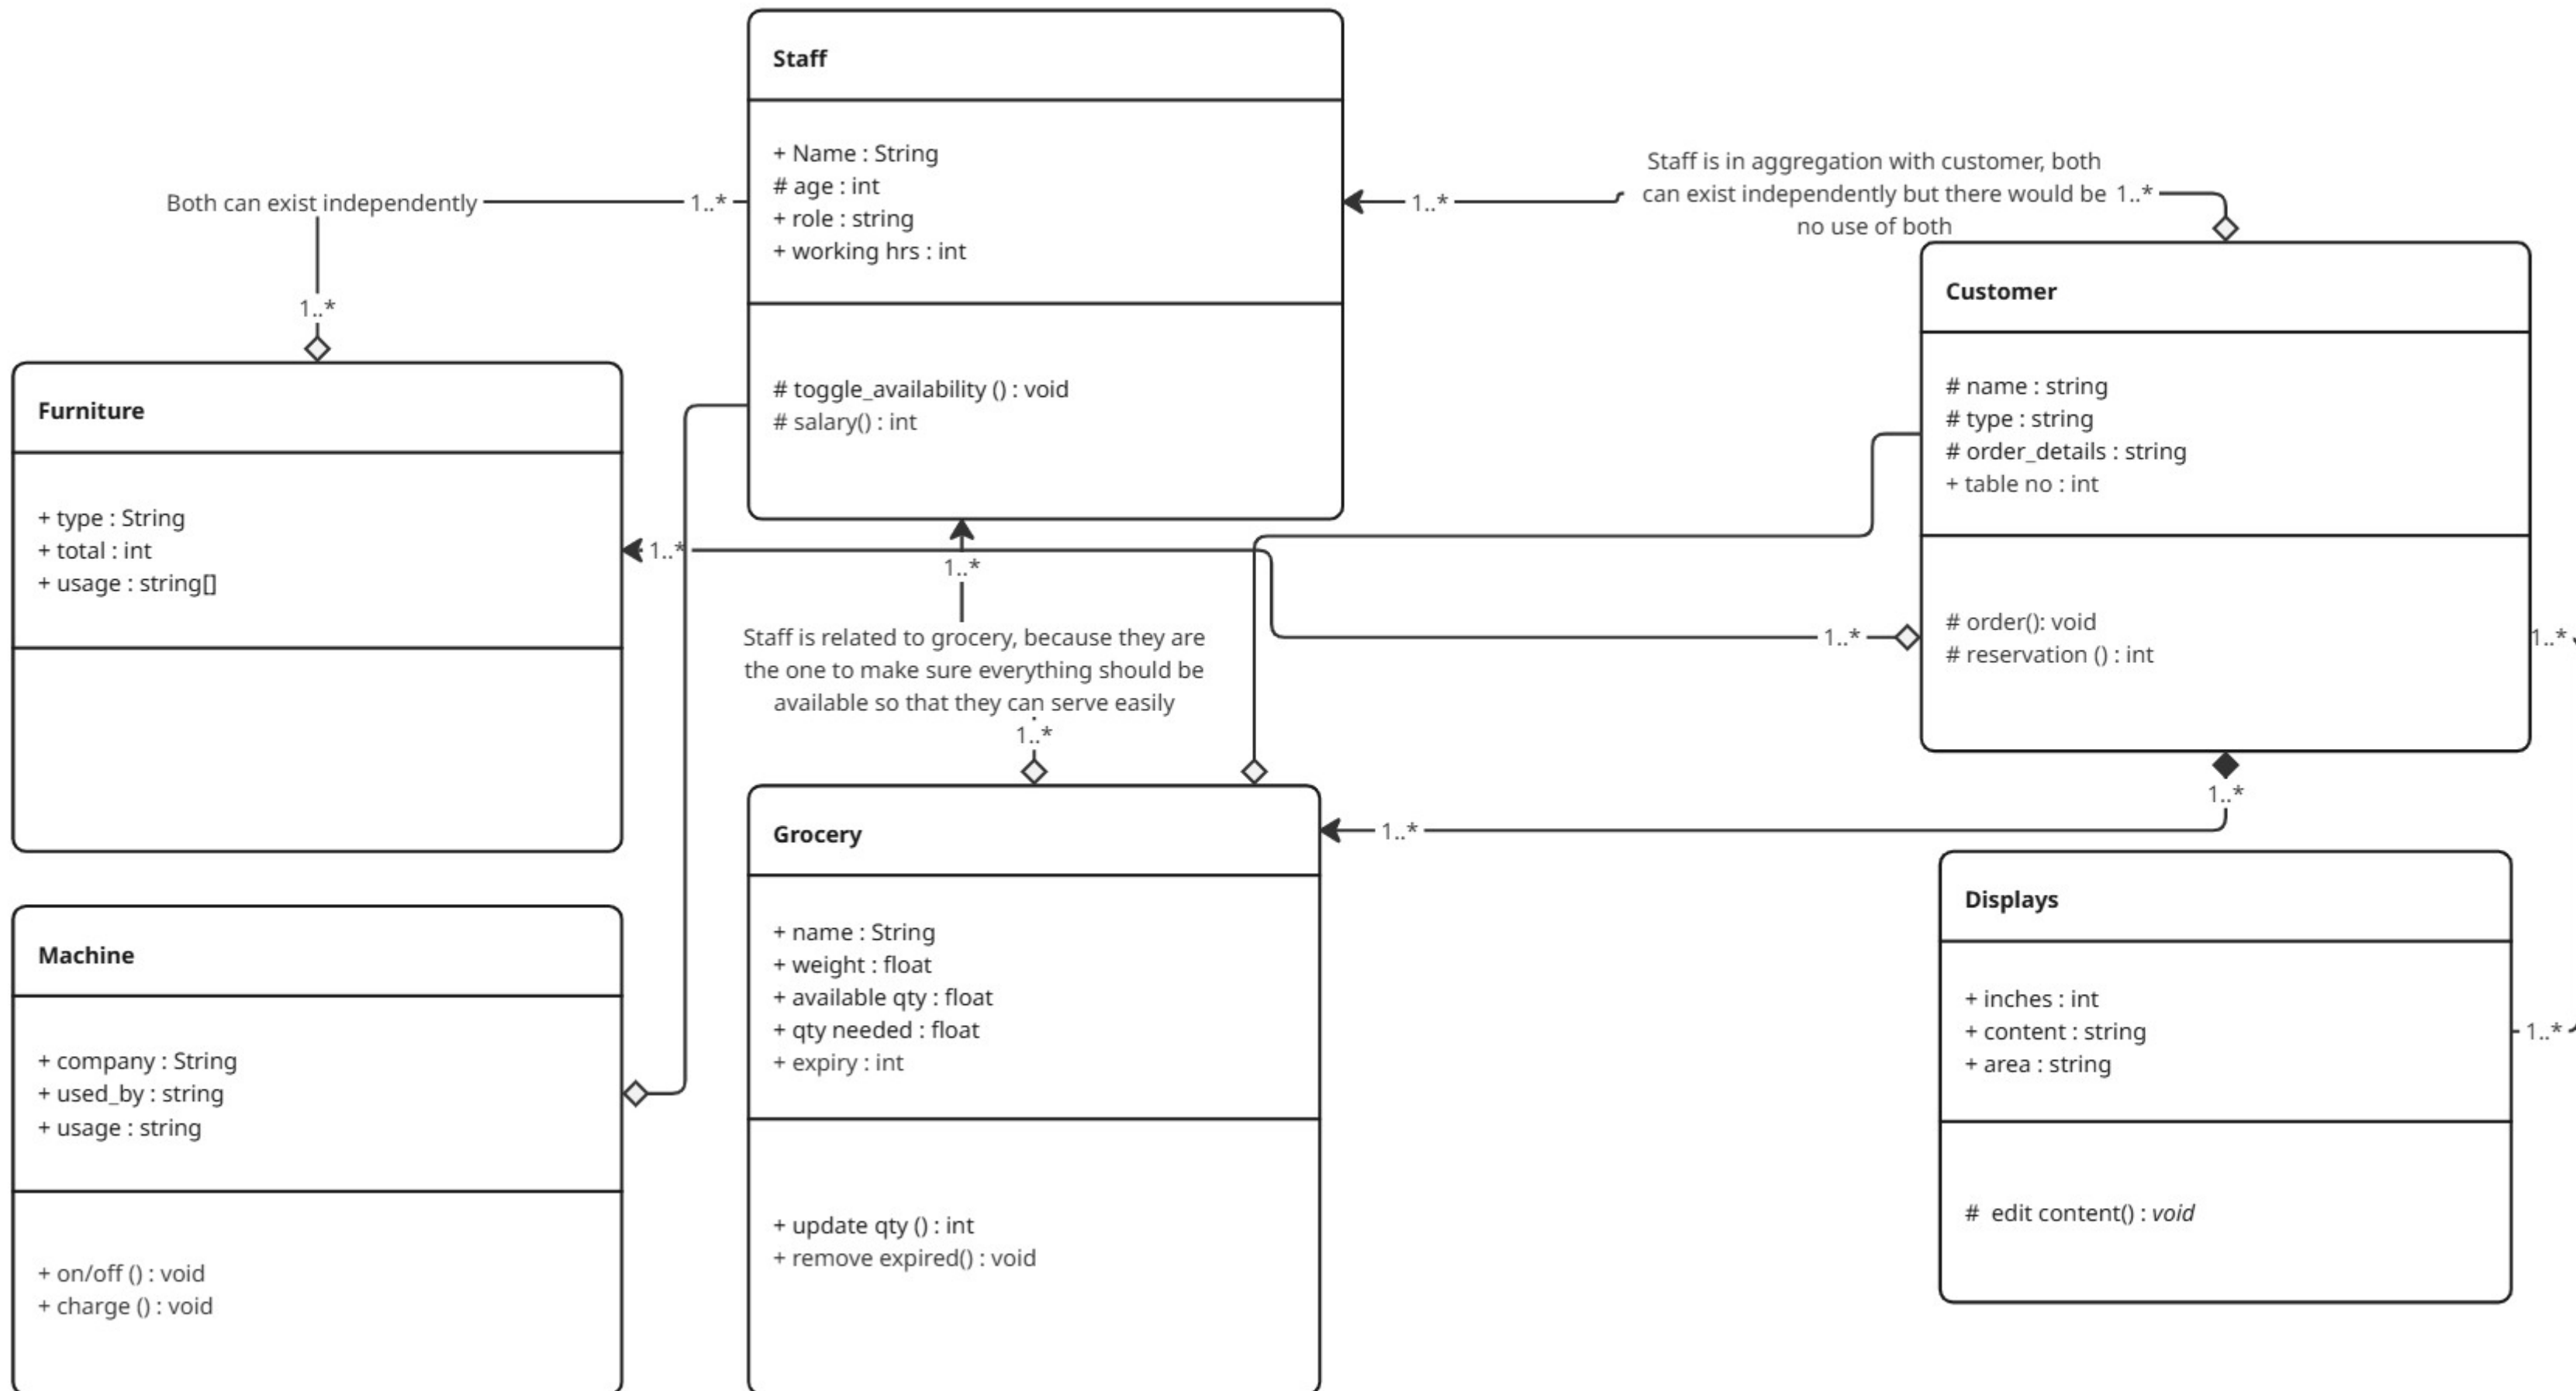 Staff
+ Name : String
# age : int
+ role : string
+ working hrs : int
# toggle_availability () : void
# salary() : int
Both can exist independently
1..*
1..*
Staff is in aggregation with customer, both
can exist independently but there would be
no use of both
1..*
1..*
Customer
# name : string
# type : string
# order_details : string
+ table no : int
# order(): void
# reservation () : int
1..*
1..*
1..*
Furniture
+ type : String
+ total : int
+ usage : string[]
1..*
1..*
Staff is related to grocery, because they are
the one to make sure everything should be
available so that they can serve easily
1..*
Grocery
+ name : String
+ weight : float
+ available qty : float
+ qty needed : float
+ expiry : int
+ update qty () : int
+ remove expired() : void
1..*
Machine
+ company : String
+ used_by : string
+ usage : string
+ on/off () : void
+ charge () : void
Displays
+ inches : int
+ content : string
+ area : string
# edit content() : void
1..*